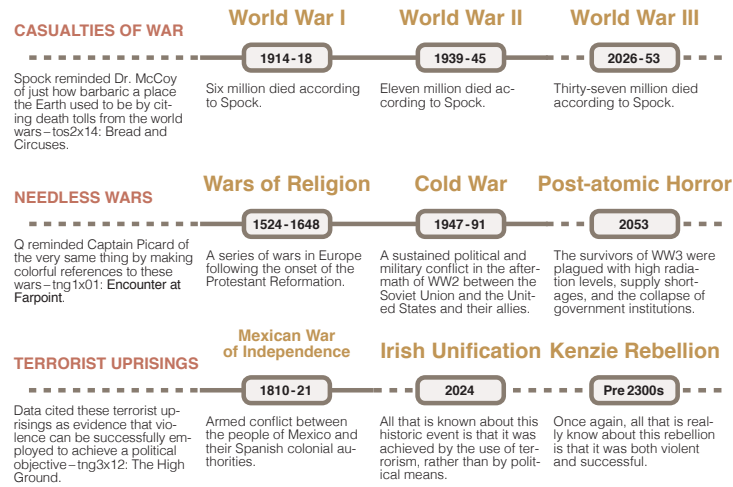 CASUALTIES OF WAR
Spock reminded Dr. McCoy
of just how barbaric a place
the Earth used to be by cit-
ing death tolls from the world
wars – tos2x14: Bread and
Circuses.
World War I
1914 - 18
Six million died according
to Spock.
World War II
1939 - 45
Eleven million died ac-
cording to Spock.
World War III
2026 - 53
Thirty-seven million died
according to Spock.
NEEDLESS WARS
Q reminded Captain Picard of
the very same thing by making
colorful references to these
wars – tng1x01: Encounter at
Farpoint.
Wars of Religion
1524 - 1648
A series of wars in Europe
following the onset of the
Protestant Reformation.
Cold War
1947 - 91
A sustained political and
military conflict in the after-
math of WW2 between the
Soviet Union and the Unit-
ed States and their allies.
Post-atomic Horror
2053
The survivors of WW3 were
plagued with high radia-
tion levels, supply short-
ages, and the collapse of
government institutions.
TERRORIST UPRISINGS
Data cited these terrorist up-
risings as evidence that vio-
lence can be successfully em-
ployed to achieve a political
objective – tng3x12: The High
Ground.
Mexican War
of Independence
1810 - 21
Armed conflict between
the people of Mexico and
their Spanish colonial au-
thorities.
Irish Unification
2024
All that is known about this
historic event is that it was
achieved by the use of ter-
rorism, rather than by polit-
ical means.
Kenzie Rebellion
Pre 2300s
Once again, all that is real-
ly know about this rebellion
is that it was both violent
and successful.